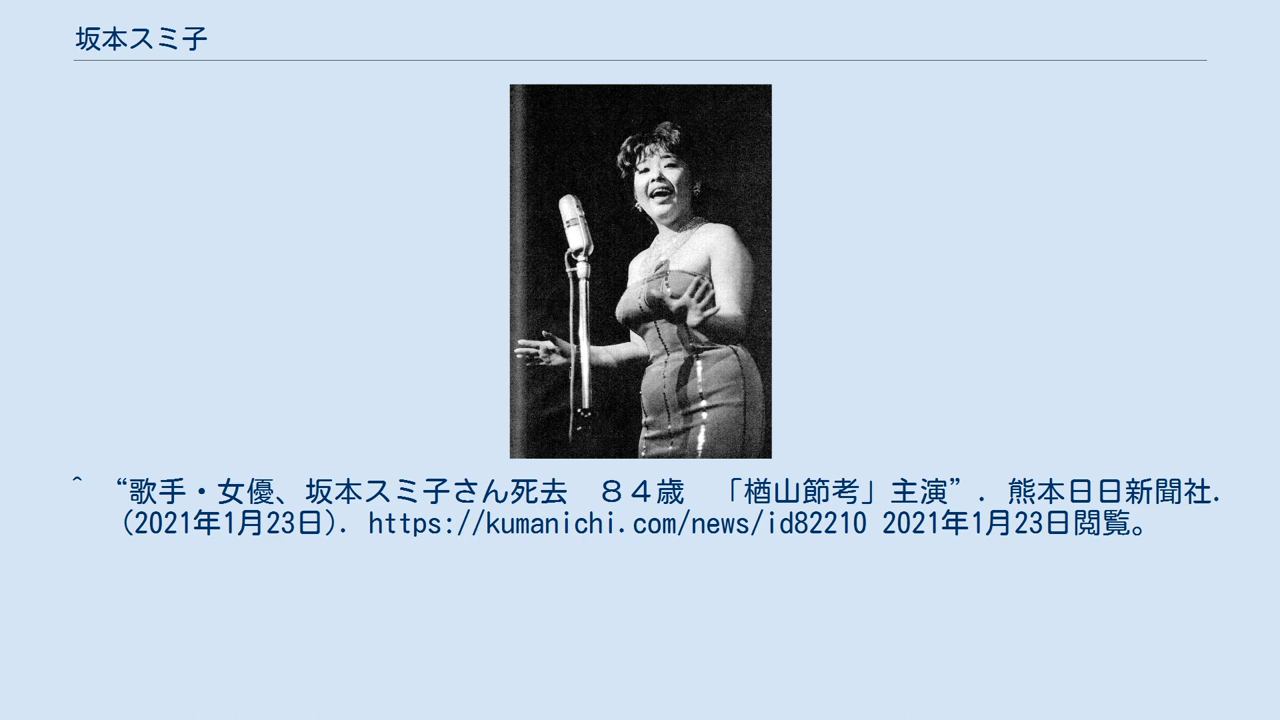 坂本スミ子
^ “歌手・女優、坂本スミ子さん死去　８４歳　「楢山節考」主演”. 熊本日日新聞社.
(2021年1月23日). https://kumanichi.com/news/id82210 2021年1月23日閲覧。